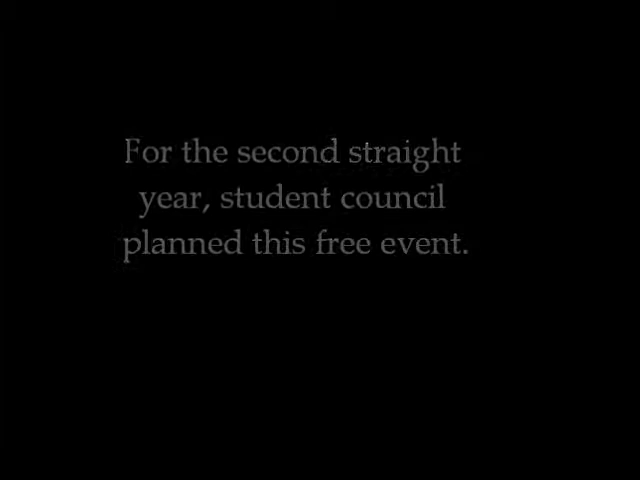 For the second straight
year, student council
planned this free event.